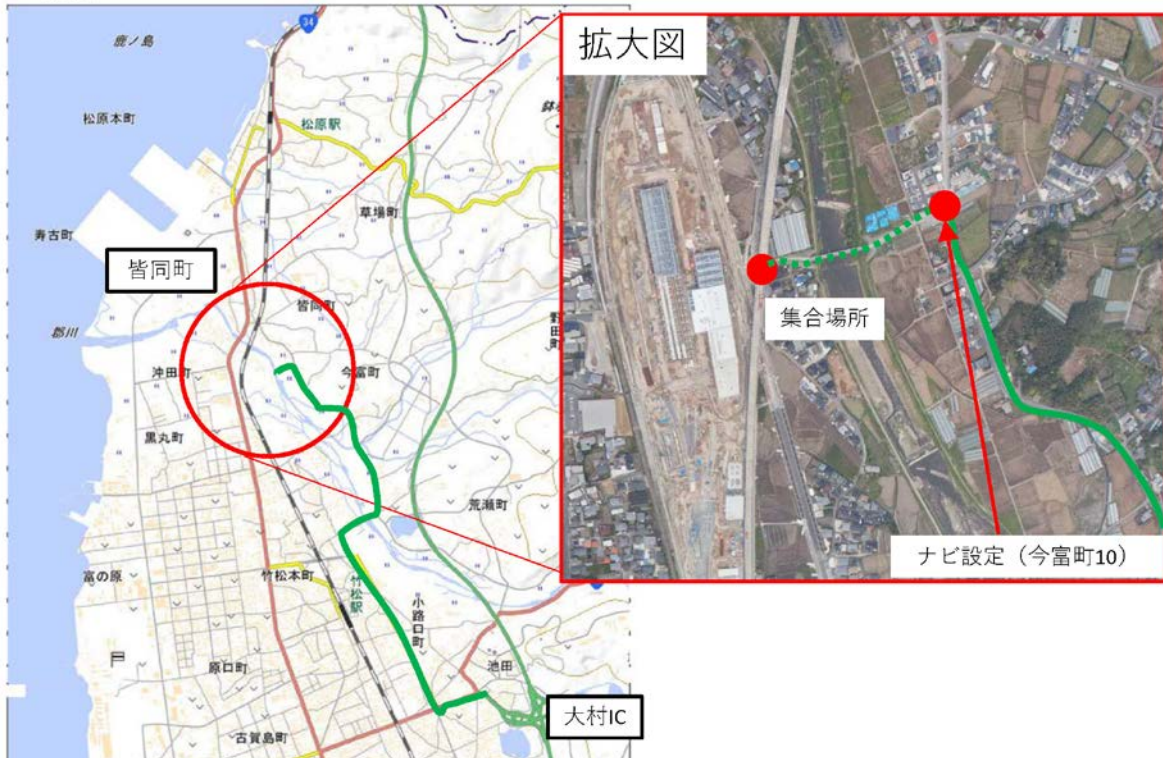 鹿ノ島
34
松原本町
松原駅
草場町
寿古町
皆同町
皆同町
郡川
沖田町
今富町
黒丸町
荒瀬町
富の原
竹松本町
竹松駅
小路口町
原口町
池田
大村IC
古賀島町
拡大図
集合場所
ナビ設定（今富町10）